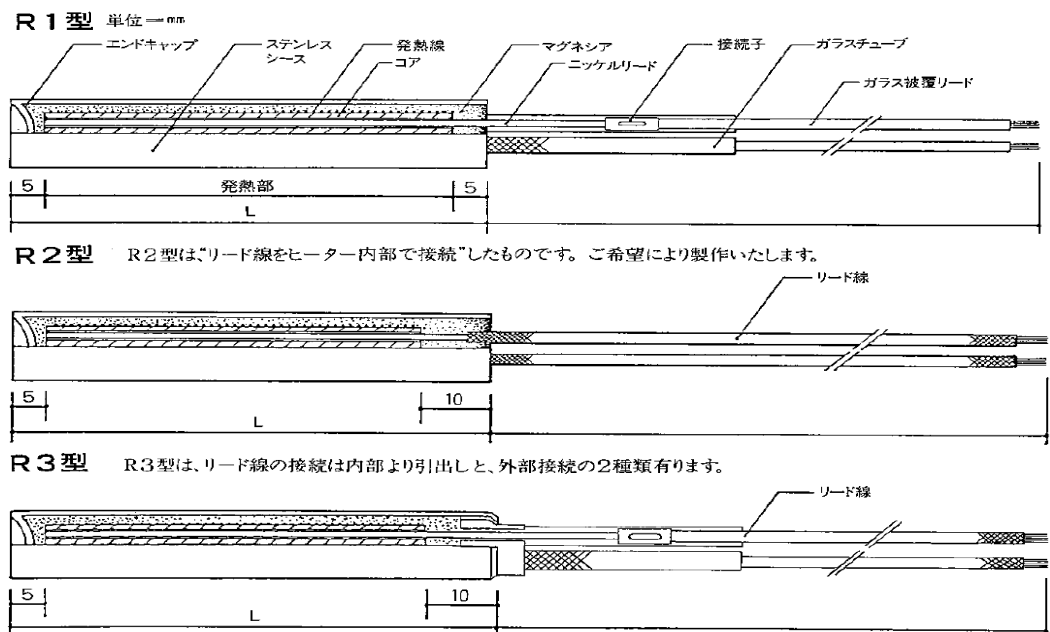 R1型 単位＝mm
エンドキャップ
ステンレス
シース
発熱線
コア
マグネシア
ニッケルリード
接続子
ガラスチューブ
ガラス被覆リード
5
発熱部
5
L
R2型 R2型は、"リード線をヒーター内部で接続"したものです。ご希望により製作いたします。
リード線
5
10
L
R3型 R3型は、リード線の接続は内部より引出しと、外部接続の2種類有ります。
リード線
5
10
L